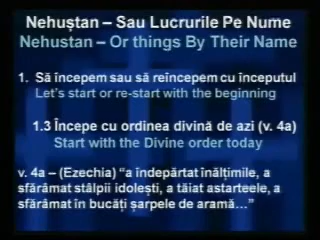 Nehuștan – Sau Lucrurile Pe Nume
Nehustan – Or things By Their Name
1. Să începem sau să reîncepem cu începutul
Let's start or re-start with the beginning
1.3 Începe cu ordinea divină de azi (v. 4a)
Start with the Divine order today
v. 4a – (Ezechia) “a îndepărtat înălțimile, a
sfărâmat stâlpii idolești, a tăiat astarteele, a
sfărâmat în bucăți șarpele de aramă…”